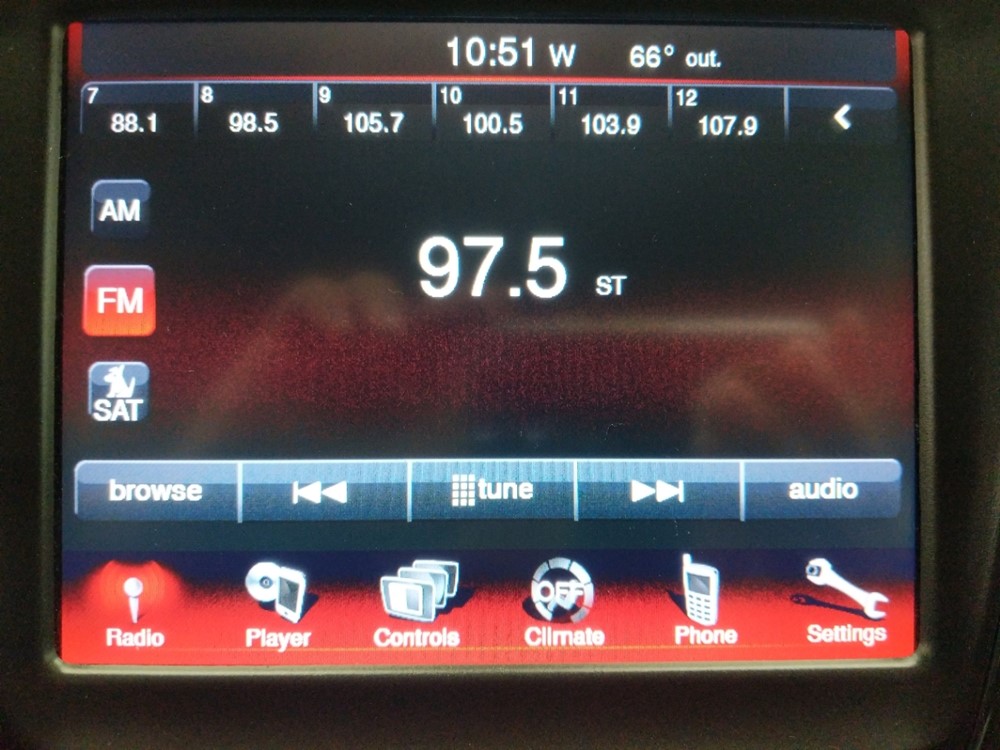 10:51 W 66° out.
7 8 9 10 11 12
88.1 98.5 105.7 100.5 103.9 107.9
AM
97.5 ST
FM
SAT
browse tune audio
OFF
Radio Player Controls Climate Phone Settings